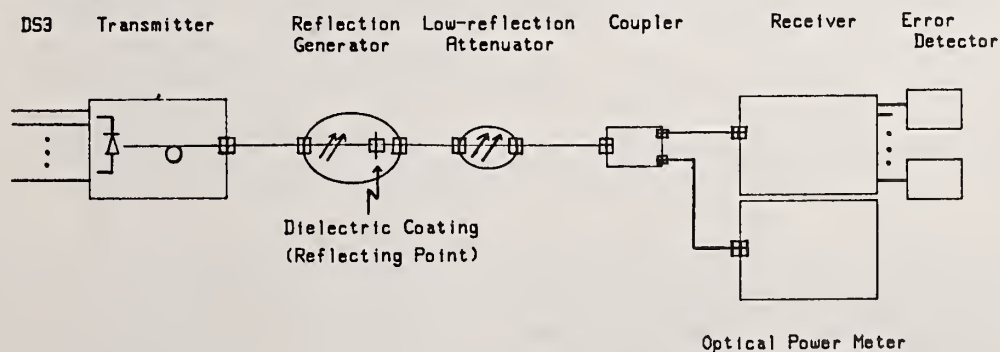 DS3 Transmitter Reflection Low-reflection Coupler Receiver Error
Generator Attenuator Detector
Dielectric Coating
(Reflecting Point)
Optical Power Meter